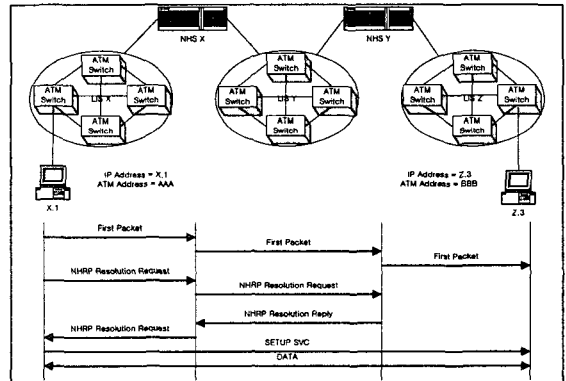 NHS X
NHS Y
ATM
Switch
ATM
Switch
LIS X
ATM
Switch
ATM
Switch
ATM
Switch
ATM
Switch
LIS Y
ATM
Switch
ATM
Switch
ATM
Switch
ATM
Switch
LIS Z
ATM
Switch
ATM
Switch
IP Address = X.1
ATM Address = AAA
IP Address = Z.3
ATM Address = BBB
X.1
Z.3
First Packet
First Packet
First Packet
NHRP Resolution Request
NHRP Resolution Request
NHRP Resolution Reply
NHRP Resolution Request
SETUP SVC
DATA